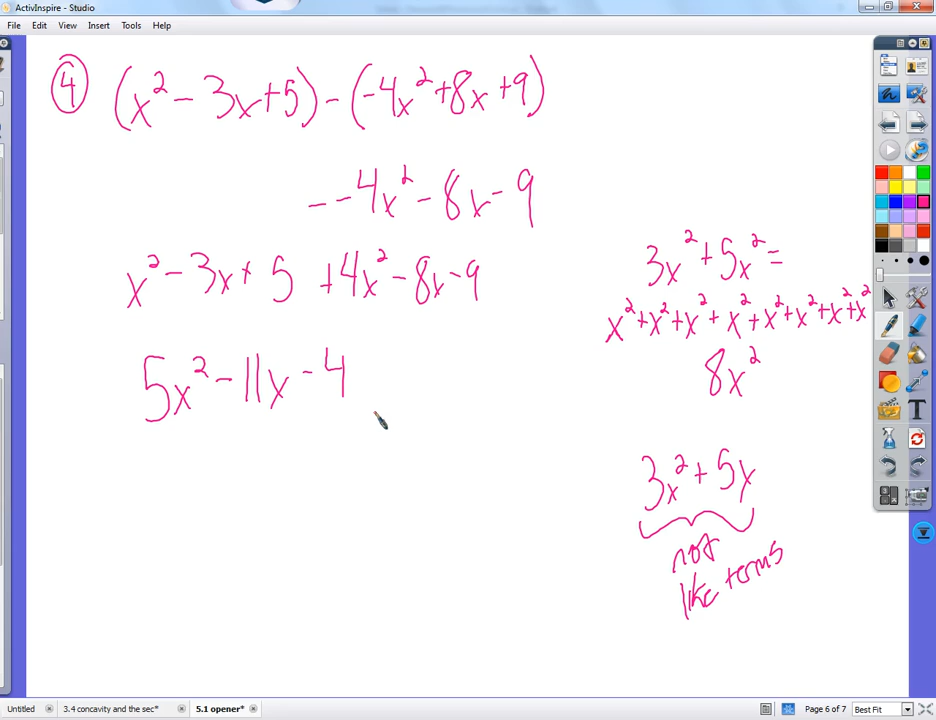 ActivInspire - Studio
File Edit View Insert Tools Help
④ (x² - 3x + 5) - (-4x² + 8x + 9)
- -4x² - 8x - 9
x² - 3x + 5 + 4x² - 8x - 9
5x² - 11x - 4
3x² + 5x² =
x² + x² + x² + x² + x² + x² + x² + x²
8x²
3x² + 5y
not
like terms
Untitled 3.4 concavity and the sec* 5.1 opener* Page 6 of 7 Best Fit